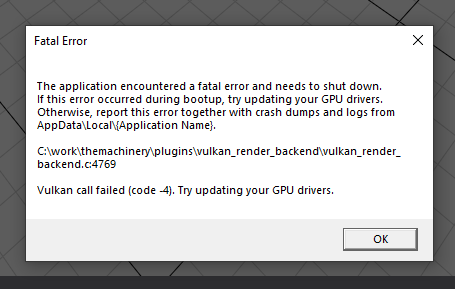 Fatal Error
The application encountered a fatal error and needs to shut down.
If this error occurred during bootup, try updating your GPU drivers.
Otherwise, report this error together with crash dumps and logs from
AppData\Local\{Application Name}.
C:\work\themachinery\plugins\vulkan_render_backend\vulkan_render_
backend.c:4769
Vulkan call failed (code -4). Try updating your GPU drivers.
OK